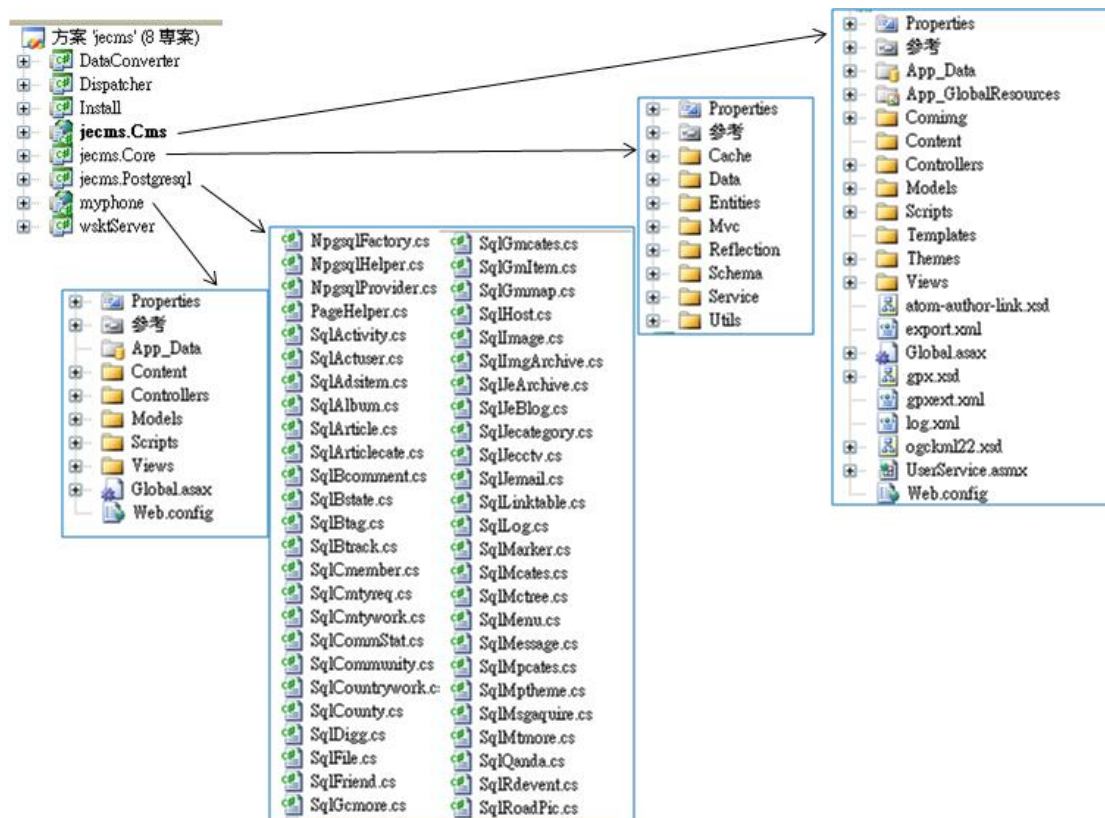 方案 'jecms' (8 專案)
DataConverter
Dispatcher
Install
jecms.Cms
jecms.Core
jecms.Postgresql
myphone
wsktServer
Properties
參考
App_Data
Content
Controllers
Models
Scripts
Views
Global.asax
Web.config
NpgsqlFactory.cs
NpgsqlHelper.cs
NpgsqlProvider.cs
PageHelper.cs
SqlActivity.cs
SqlActuser.cs
SqlAdsitem.cs
SqlAlbum.cs
SqlArticle.cs
SqlArticlecate.cs
SqlBcomment.cs
SqlBstate.cs
SqlBtag.cs
SqlBtrack.cs
SqlCmember.cs
SqlCmtyreq.cs
SqlCmtywork.cs
SqlCommStat.cs
SqlCommunity.cs
SqlCountrywork.c
SqlCounty.cs
SqlDigg.cs
SqlFile.cs
SqlFriend.cs
SqlGcmore.cs
SqlGmcates.cs
SqlGmItem.cs
SqlGmmap.cs
SqlHost.cs
SqlImage.cs
SqlImgArchive.cs
SqlJeArchive.cs
SqlJeBlog.cs
SqlJecategory.cs
SqlJecctv.cs
SqlJemail.cs
SqlLinktable.cs
SqlLog.cs
SqlMarker.cs
SqlMcates.cs
SqlMctree.cs
SqlMenu.cs
SqlMessage.cs
SqlMpcates.cs
SqlMptheme.cs
SqlMsgaquire.cs
SqlMtmore.cs
SqlQanda.cs
SqlRdevent.cs
SqlRoadPic.cs
Properties
參考
Cache
Data
Entities
Mvc
Reflection
Schema
Service
Utils
Properties
參考
App_Data
App_GlobalResources
Comimg
Content
Controllers
Models
Scripts
Templates
Themes
Views
atom-author-link.xsd
export.xml
Global.asax
gpx.xsd
gpxext.xml
log.xml
ogckml22.xsd
UserService.asmx
Web.config